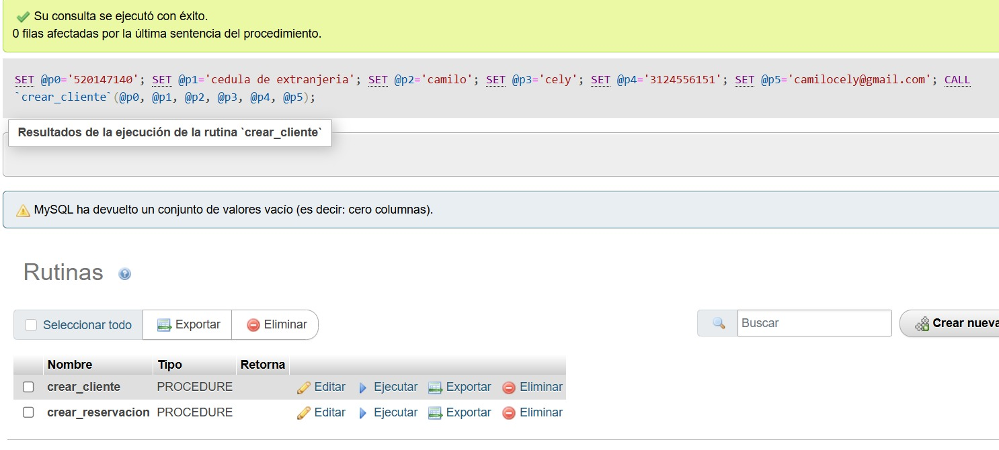 Su consulta se ejecutó con éxito.
0 filas afectadas por la última sentencia del procedimiento.
SET @p0='520147140'; SET @p1='cedula de extranjeria'; SET @p2='camilo'; SET @p3='cely'; SET @p4='3124556151'; SET @p5='camilocely@gmail.com'; CALL
`crear_cliente`(@p0, @p1, @p2, @p3, @p4, @p5);
Resultados de la ejecución de la rutina `crear_cliente`
MySQL ha devuelto un conjunto de valores vacío (es decir: cero columnas).
Rutinas
Seleccionar todo Exportar Eliminar Buscar Crear nueva
Nombre Tipo Retorna
crear_cliente PROCEDURE Editar Ejecutar Exportar Eliminar
crear_reservacion PROCEDURE Editar Ejecutar Exportar Eliminar